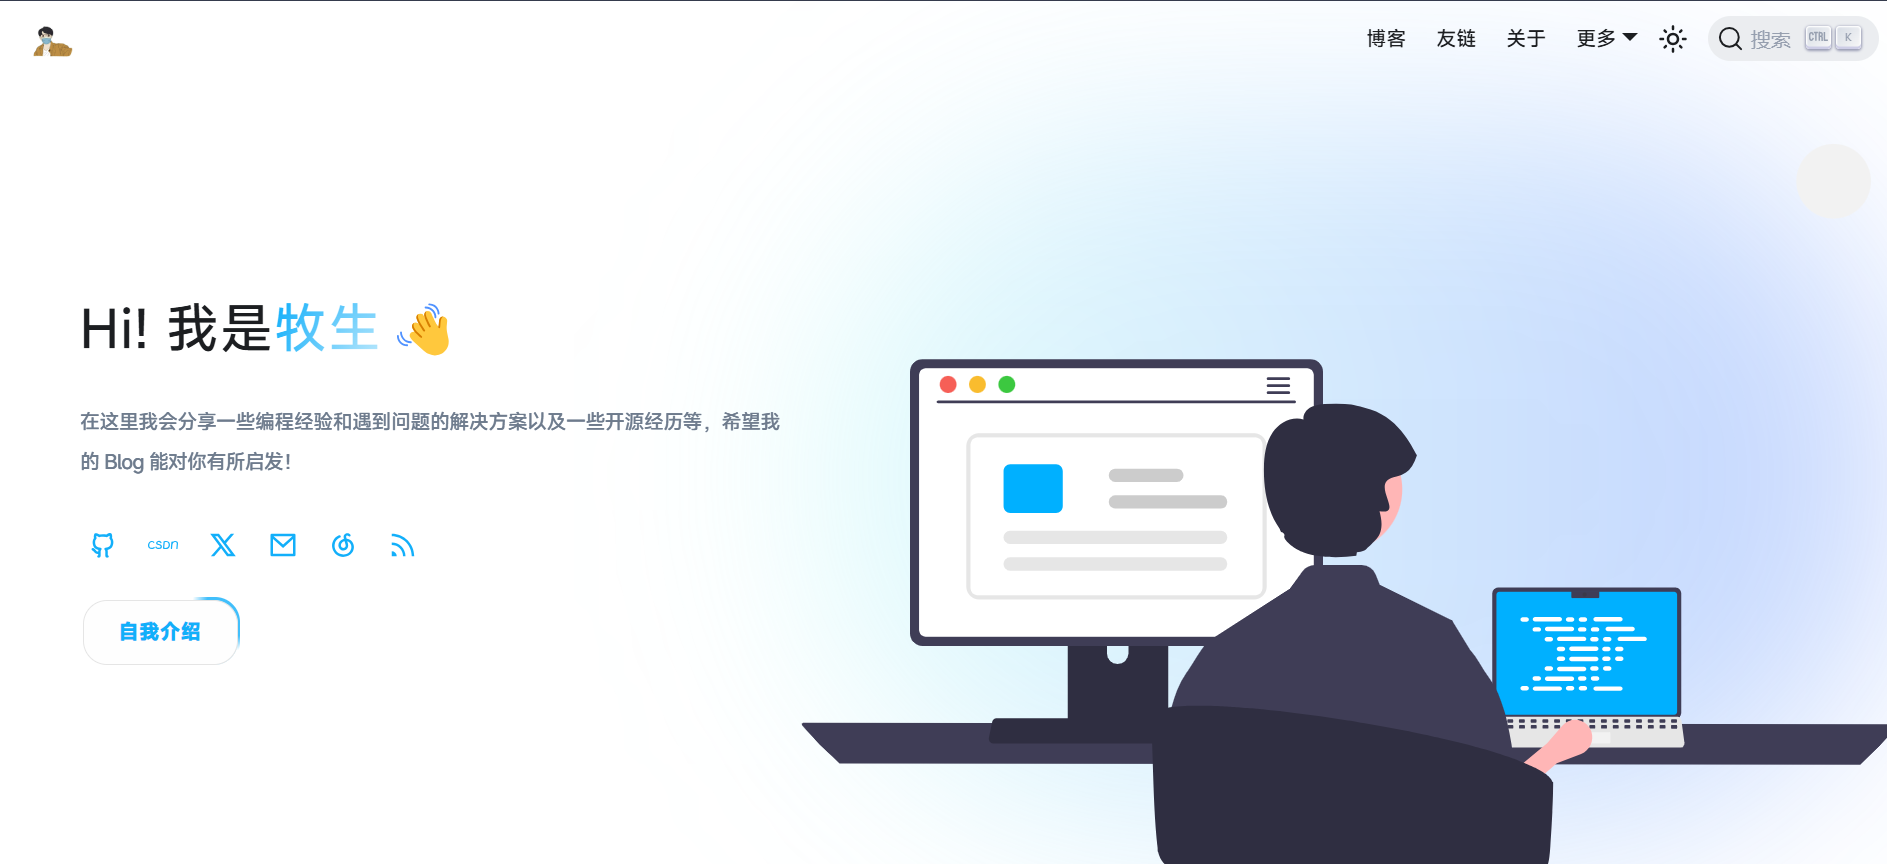 博客 友链 关于 更多 搜索 CTRL K
Hi! 我是牧生 👋
在这里我会分享一些编程经验和遇到问题的解决方案以及一些开源经历等，希望我
的 Blog 能对你有所启发！
CSDN
自我介绍